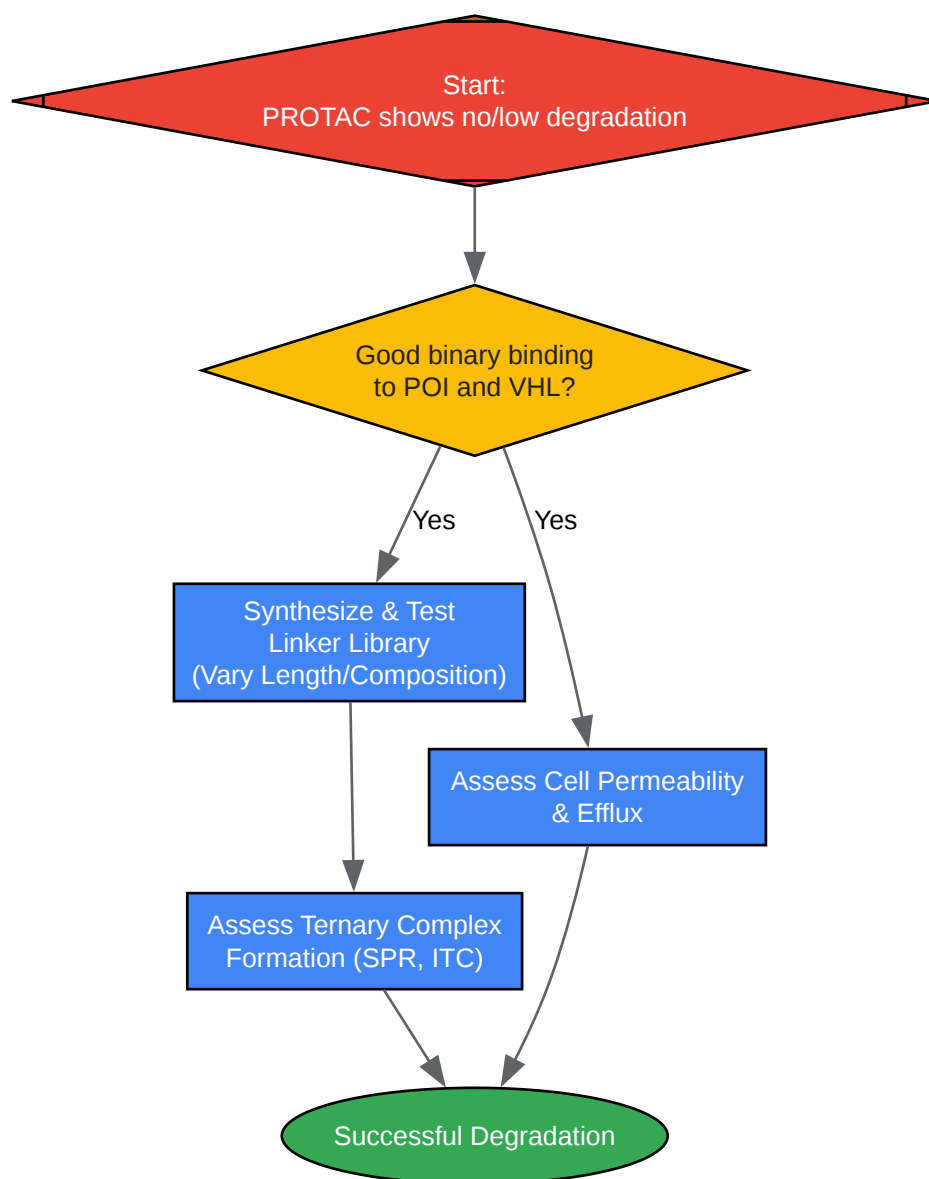 Start:
PROTAC shows no/low degradation
Good binary binding
to POI and VHL?
Yes
Yes
Synthesize & Test
Linker Library
(Vary Length/Composition)
Assess Cell Permeability
& Efflux
Assess Ternary Complex
Formation (SPR, ITC)
Successful Degradation